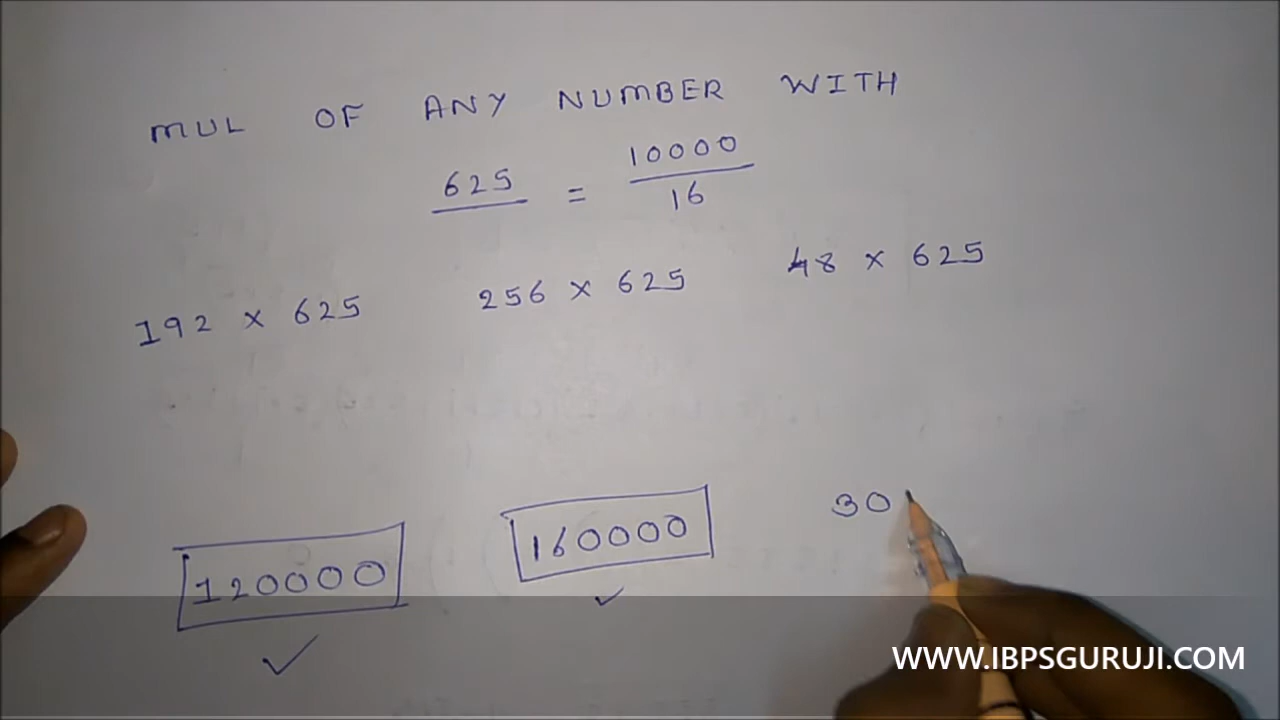 MUL OF ANY NUMBER WITH
625 = 10000
16
192 x 625 256 x 625 48 x 625
120000 160000 30
WWW.IBPSGURUJI.COM